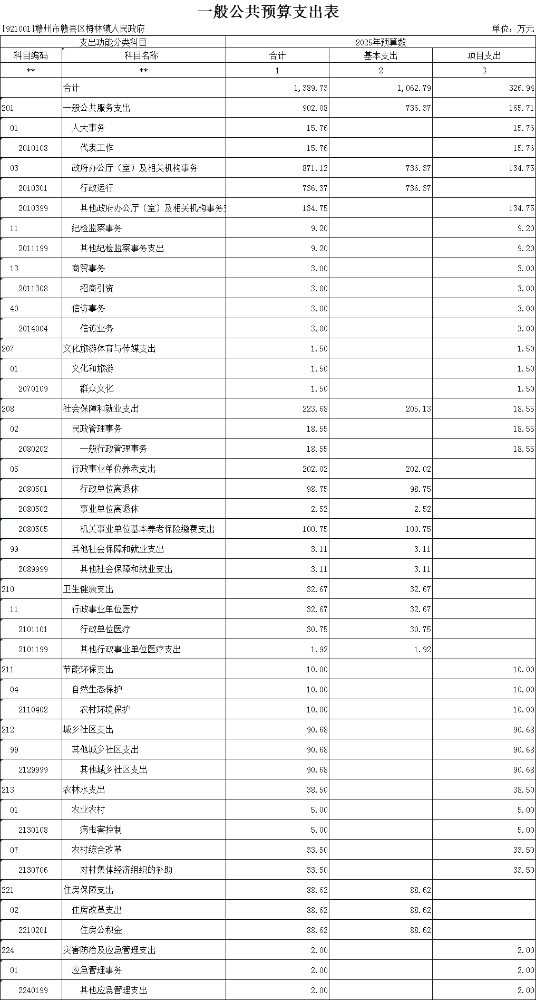 一般公共预算支出表
[921001]赣州市赣县区梅林镇人民政府 单位：万元
支出功能分类科目 2025年预算数
科目编码 科目名称 合计 基本支出 项目支出
** ** 1 2 3
合计 1,389.73 1,062.79 326.94
201 一般公共服务支出 902.08 736.37 165.71
01 人大事务 15.76 15.76
2010108 代表工作 15.76 15.76
03 政府办公厅（室）及相关机构事务 871.12 736.37 134.75
2010301 行政运行 736.37 736.37
2010399 其他政府办公厅（室）及相关机构事务 134.75 134.75
11 纪检监察事务 9.20 9.20
2011199 其他纪检监察事务支出 9.20 9.20
13 商贸事务 3.00 3.00
2011308 招商引资 3.00 3.00
40 信访事务 3.00 3.00
2014004 信访业务 3.00 3.00
207 文化旅游体育与传媒支出 1.50 1.50
01 文化和旅游 1.50 1.50
2070109 群众文化 1.50 1.50
208 社会保障和就业支出 223.68 205.13 18.55
02 民政管理事务 18.55 18.55
2080202 一般行政管理事务 18.55 18.55
05 行政事业单位养老支出 202.02 202.02
2080501 行政单位离退休 98.75 98.75
2080502 事业单位离退休 2.52 2.52
2080505 机关事业单位基本养老保险缴费支出 100.75 100.75
99 其他社会保障和就业支出 3.11 3.11
2089999 其他社会保障和就业支出 3.11 3.11
210 卫生健康支出 32.67 32.67
11 行政事业单位医疗 32.67 32.67
2101101 行政单位医疗 30.75 30.75
2101199 其他行政事业单位医疗支出 1.92 1.92
211 节能环保支出 10.00 10.00
04 自然生态保护 10.00 10.00
2110402 农村环境保护 10.00 10.00
212 城乡社区支出 90.68 90.68
99 其他城乡社区支出 90.68 90.68
2129999 其他城乡社区支出 90.68 90.68
213 农林水支出 38.50 38.50
01 农业农村 5.00 5.00
2130108 病虫害控制 5.00 5.00
07 农村综合改革 33.50 33.50
2130706 对村集体经济组织的补助 33.50 33.50
221 住房保障支出 88.62 88.62
02 住房改革支出 88.62 88.62
2210201 住房公积金 88.62 88.62
224 灾害防治及应急管理支出 2.00 2.00
01 应急管理事务 2.00 2.00
2240199 其他应急管理支出 2.00 2.00